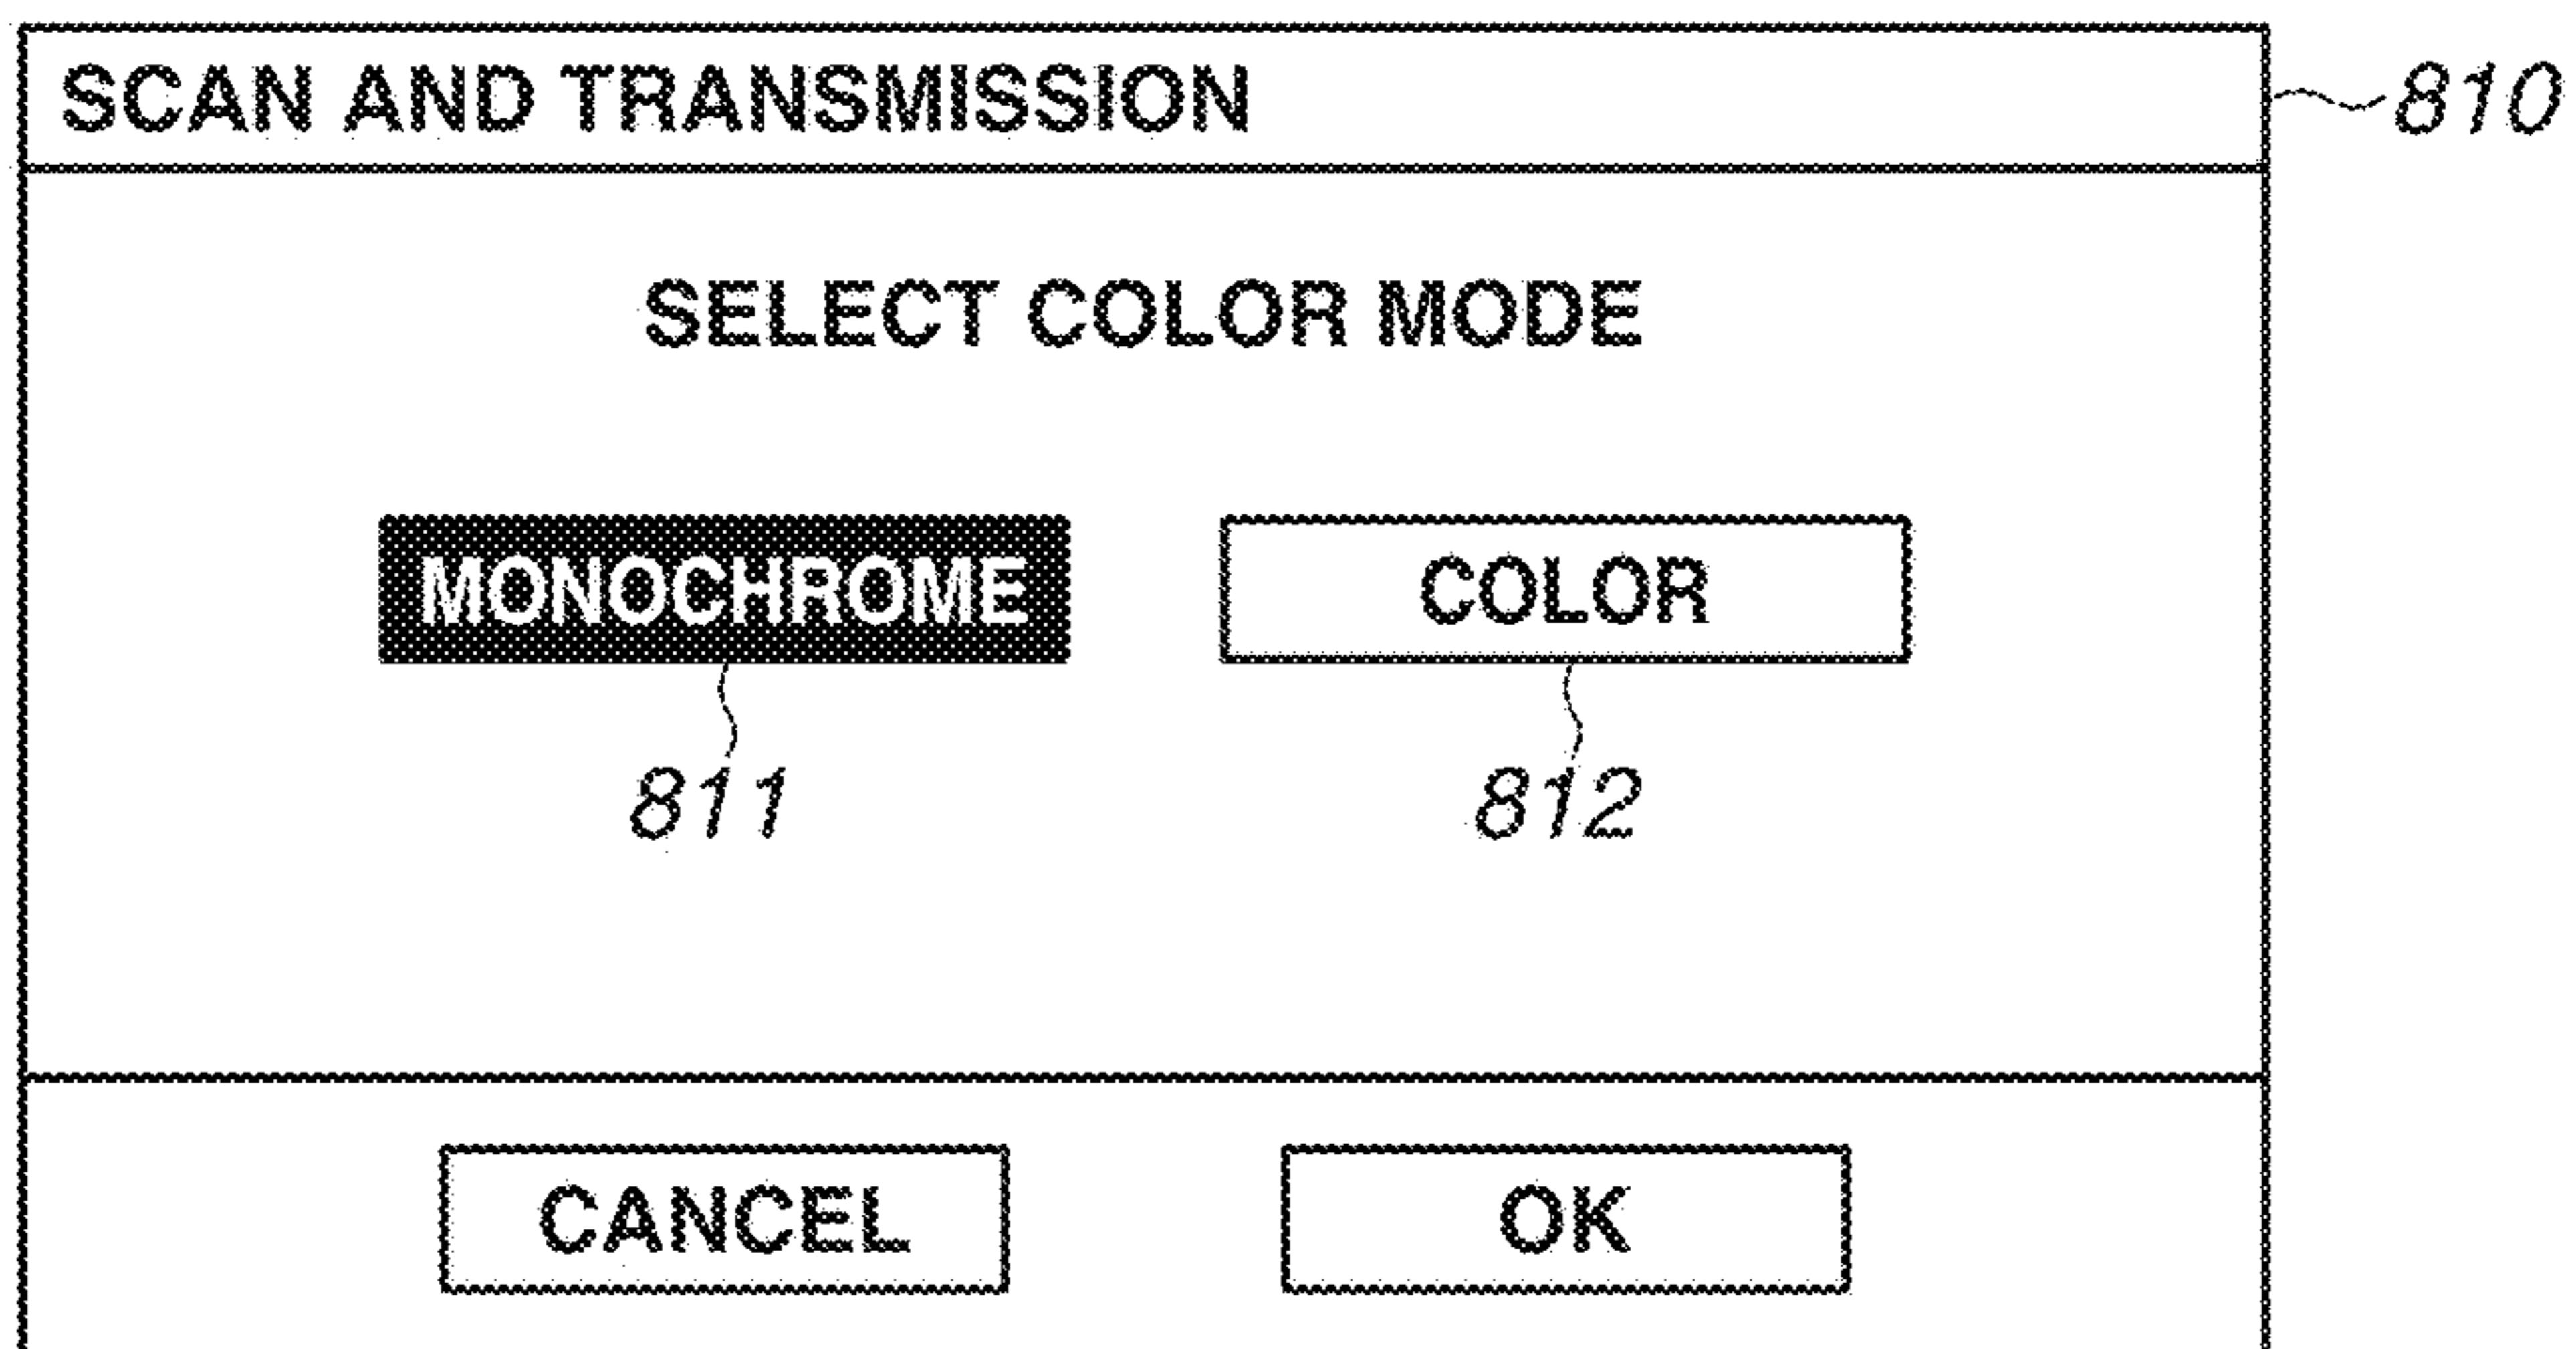 SCAN AND TRANSMISSION 810
SELECT COLOR MODE
MONOCHROME COLOR
811 812
CANCEL OK